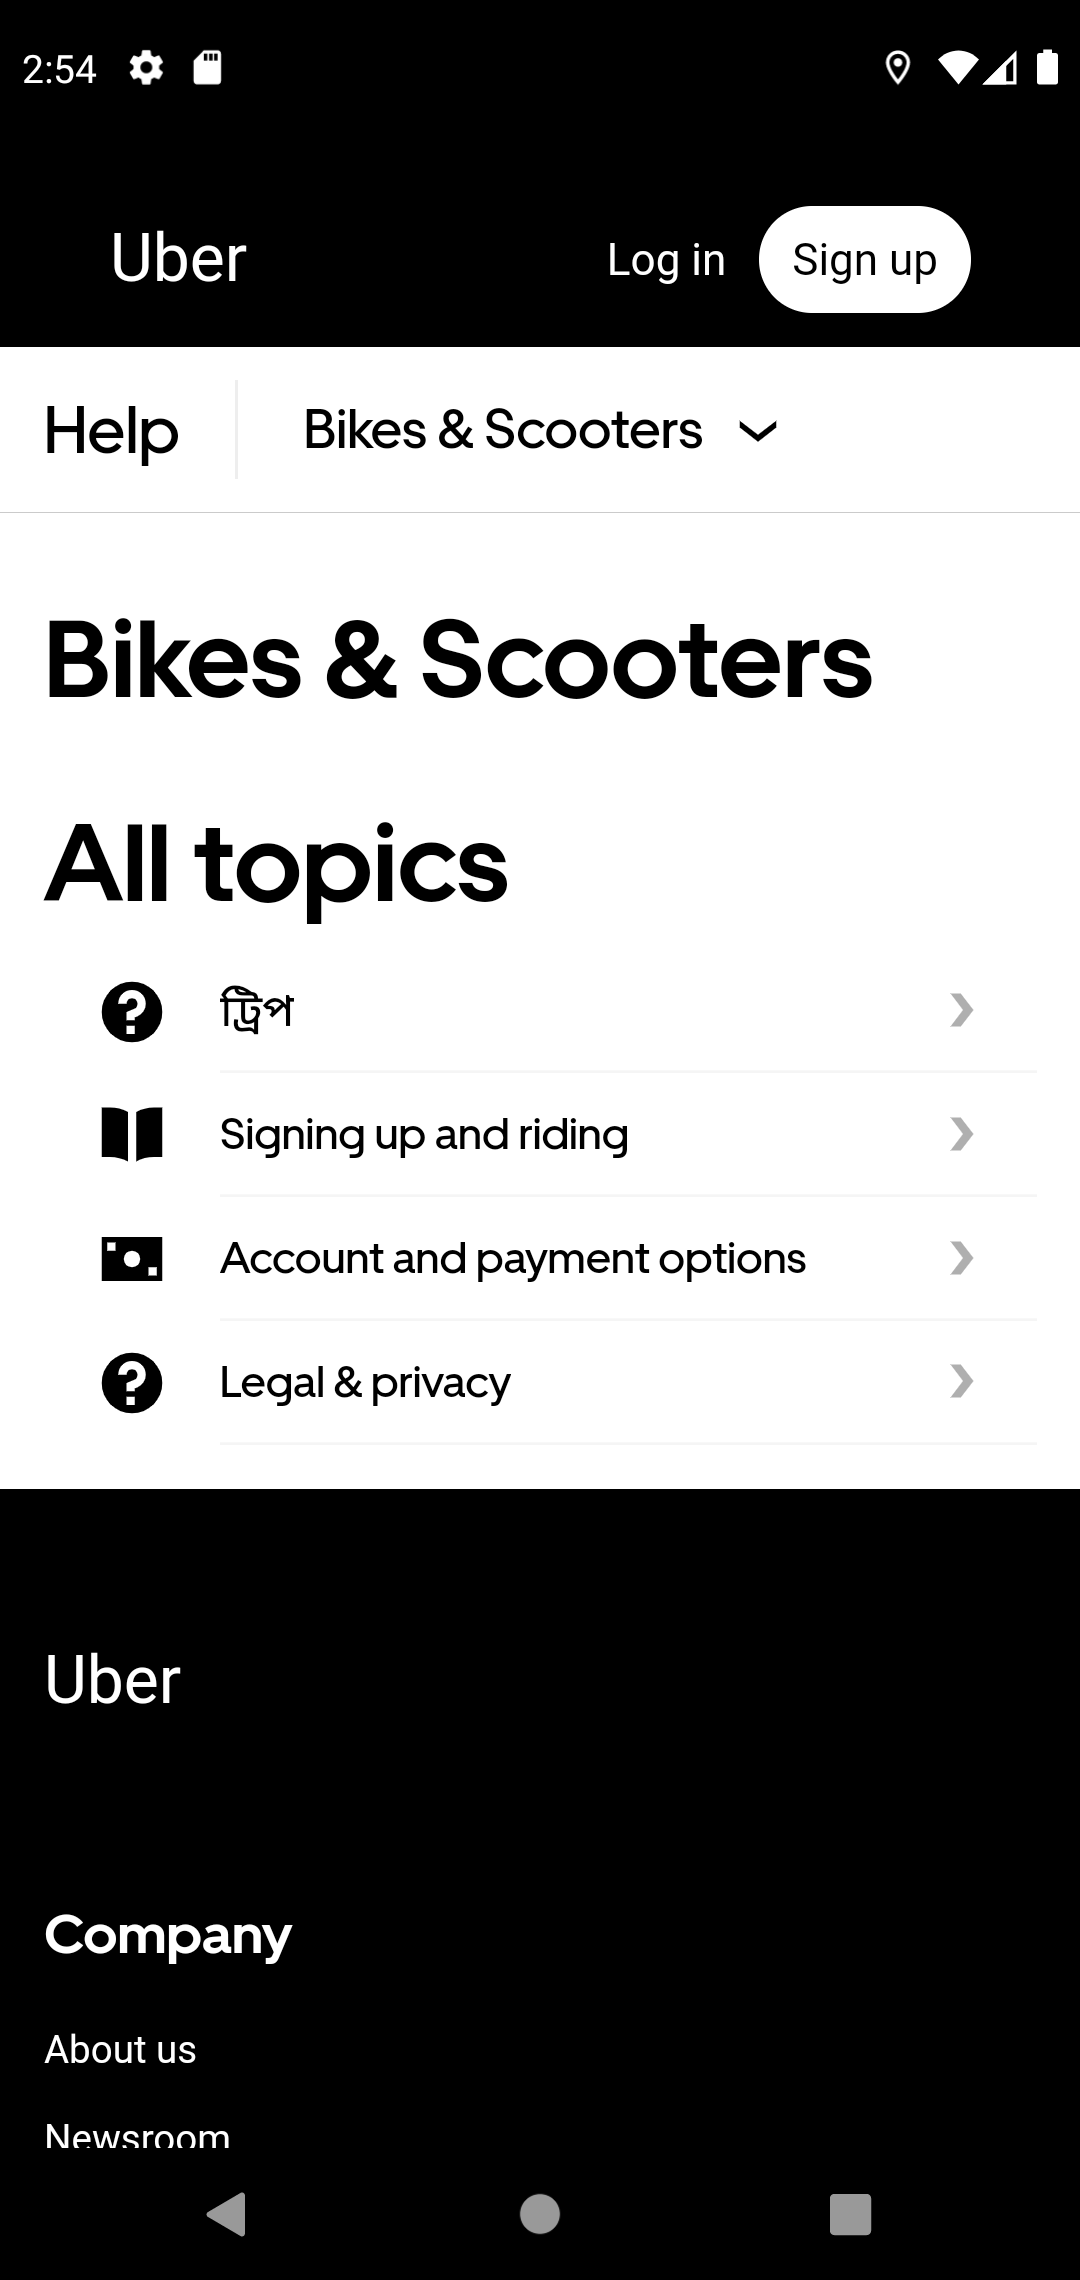 2:54
Uber
Log in
Sign up
Help
Bikes & Scooters
Bikes & Scooters
All topics
ট্রিপ
Signing up and riding
Account and payment options
Legal & privacy
Uber
Company
About us
Newsroom